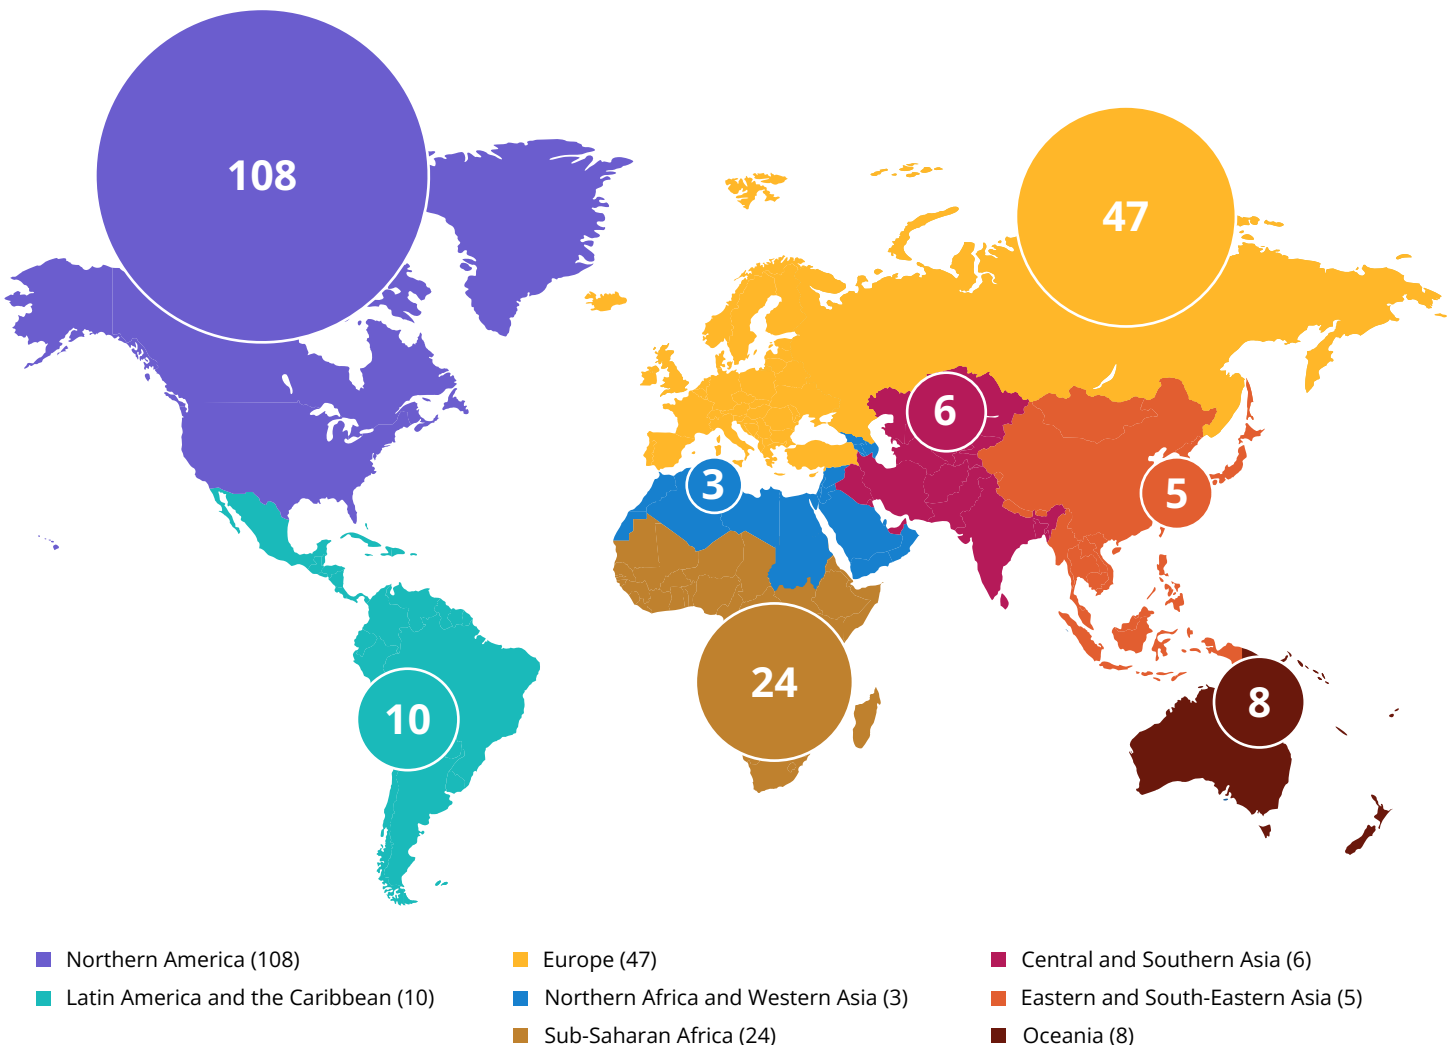 108
47
6
3
5
24
8
10
Northern America (108)
Latin America and the Caribbean (10)
Europe (47)
Northern Africa and Western Asia (3)
Sub-Saharan Africa (24)
Central and Southern Asia (6)
Eastern and South-Eastern Asia (5)
Oceania (8)